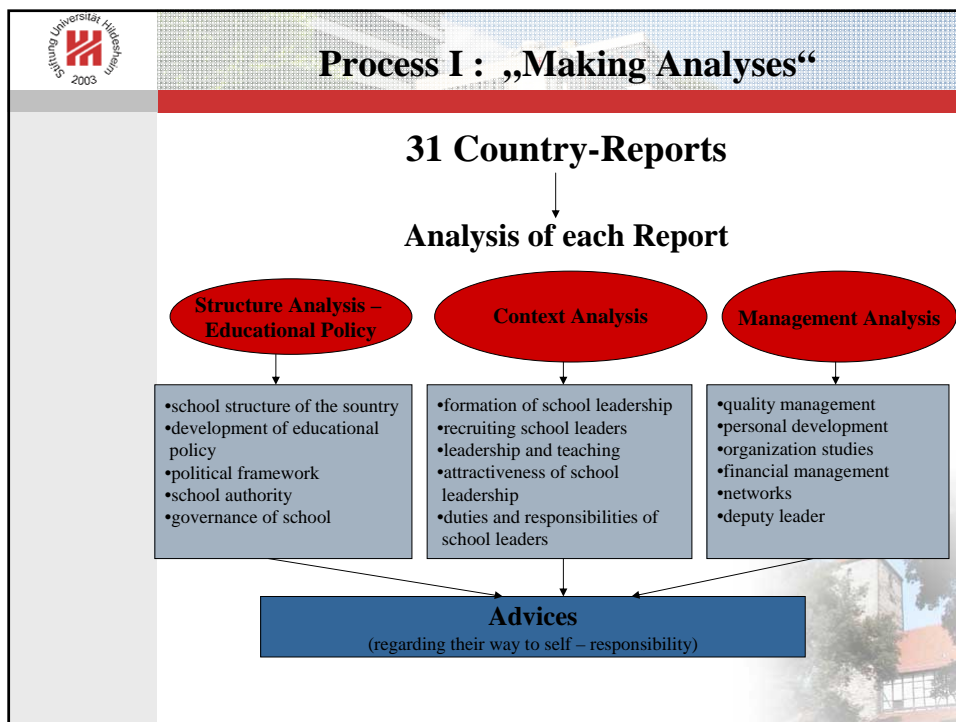 Stiftung Universität Hildesheim
2003
Process I : „Making Analyses“
31 Country-Reports
Analysis of each Report
Structure Analysis –
Educational Policy
Context Analysis
Management Analysis
•school structure of the sountry
•development of educational
policy
•political framework
•school authority
•governance of school
•formation of school leadership
•recruiting school leaders
•leadership and teaching
•attractiveness of school
leadership
•duties and responsibilities of
school leaders
•quality management
•personal development
•organization studies
•financial management
•networks
•deputy leader
Advices
(regarding their way to self – responsibility)